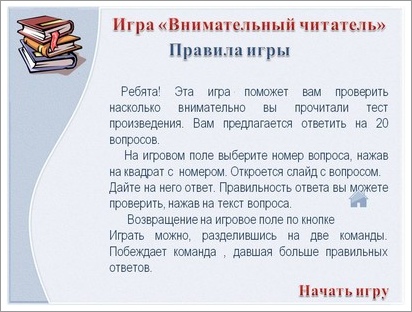 Игра «Внимательный читатель»
Правила игры
Ребята! Эта игра поможет вам проверить
насколько внимательно вы прочитали тест
произведения. Вам предлагается ответить на 20
вопросов.
На игровом поле выберите номер вопроса, нажав
на квадрат с номером. Откроется слайд с вопросом.
Дайте на него ответ. Правильность ответа вы можете
проверить, нажав на текст вопроса.
Возвращение на игровое поле по кнопке
Играть можно, разделившись на две команды.
Побеждает команда , давшая больше правильных
ответов.
Начать игру